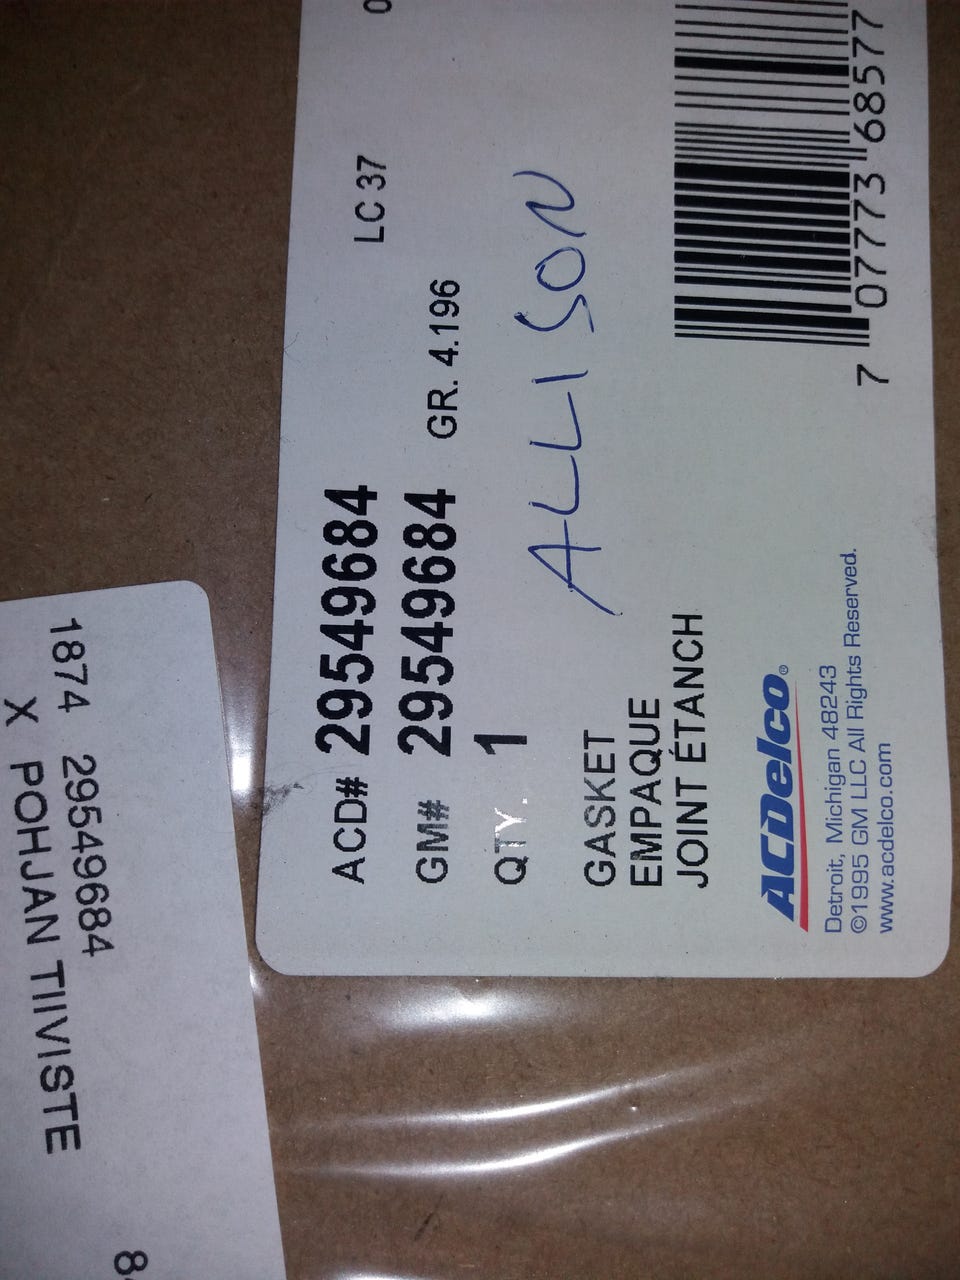 1874 29549684
X POHJAN TIIVISTE
LC 37
ACD# 29549684
GM# 29549684 GR. 4.196
QTY. 1
ALLISON
GASKET
EMPAQUE
JOINT ÉTANCH
7 07773 68577
ACDelco®
Detroit, Michigan 48243
©1995 GM LLC All Rights Reserved.
www.acdelco.com